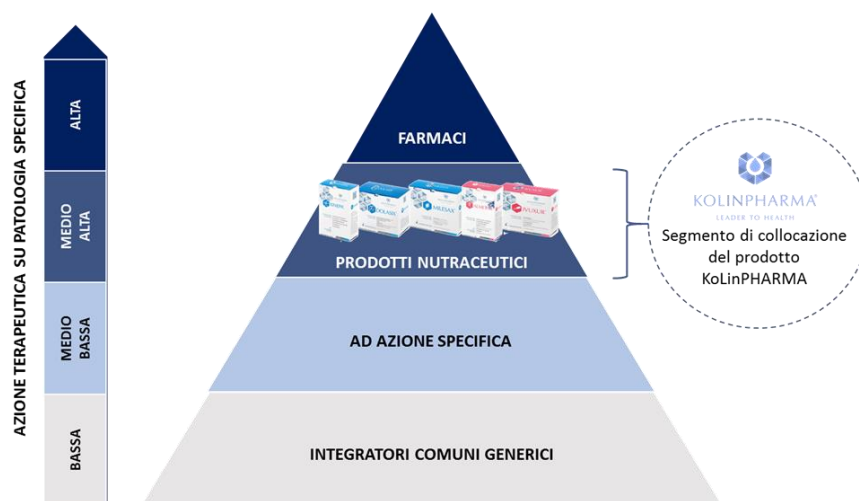 AZIONE TERAPEUTICA SU PATOLOGIA SPECIFICA
ALTA
MEDIO
ALTA
MEDIO
BASSA
BASSA
FARMACI
PRODOTTI NUTRACEUTICI
AD AZIONE SPECIFICA
INTEGRATORI COMUNI GENERICI
KOLINPHARMA®
LEADER TO HEALTH
Segmento di collocazione
del prodotto
KoLinPHARMA